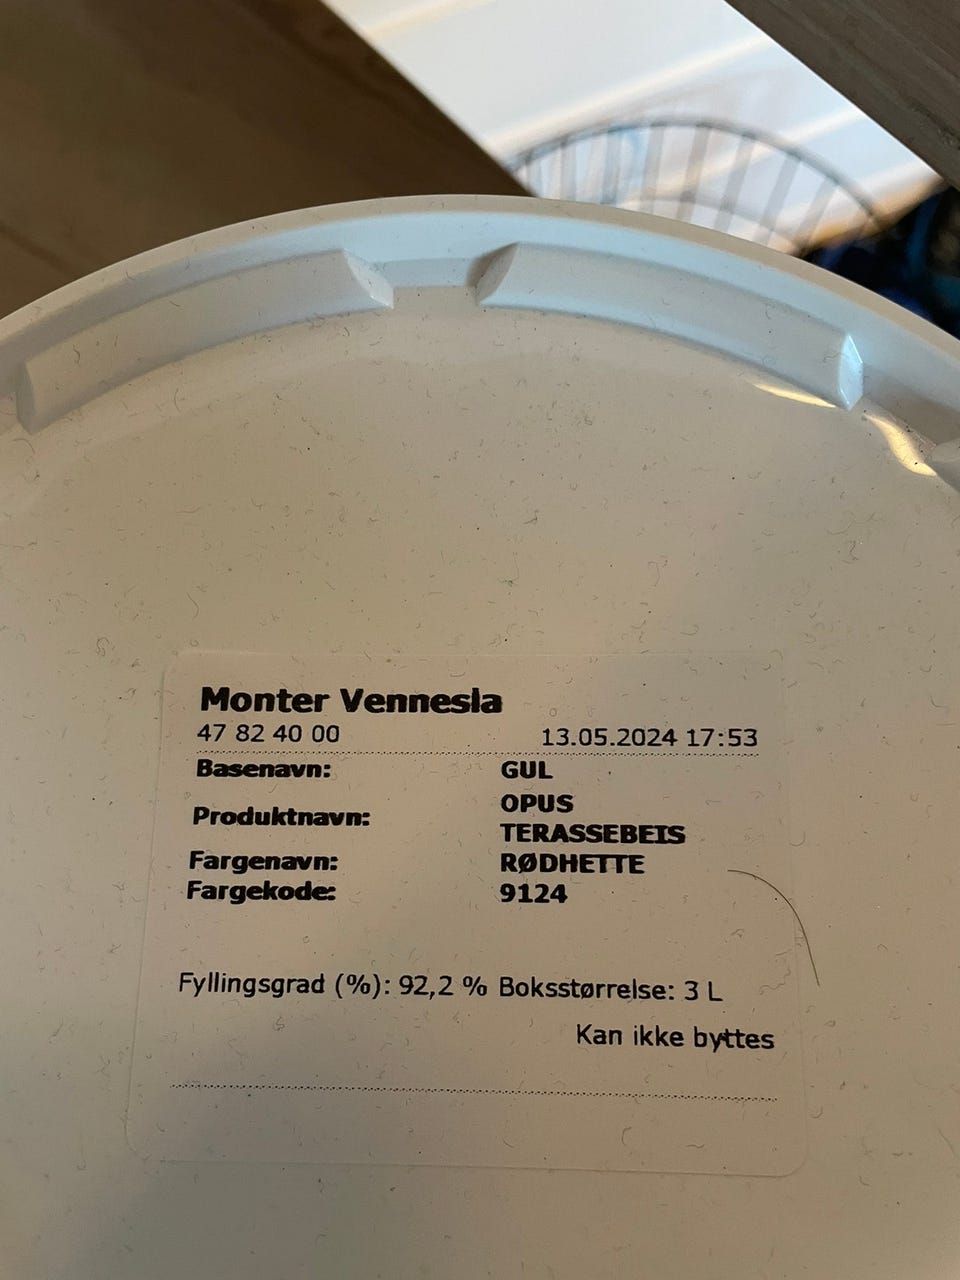 Monter Vennesla
47 82 40 00 13.05.2024 17:53
Basenavn: GUL
Produktnavn: OPUS
TERASSEBEIS
Fargenavn: RØDHETTE
Fargekode: 9124
Fyllingsgrad (%): 92,2 % Boksstørrelse: 3 L
Kan ikke byttes